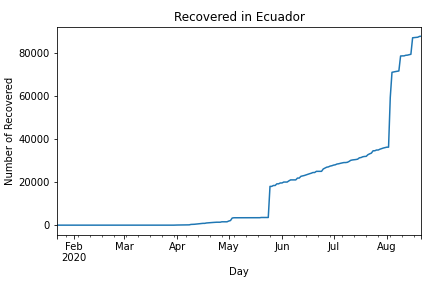 Recovered in Ecuador
Number of Recovered
80000
60000
40000
20000
0
Feb Mar Apr May Jun Jul Aug
2020
Day